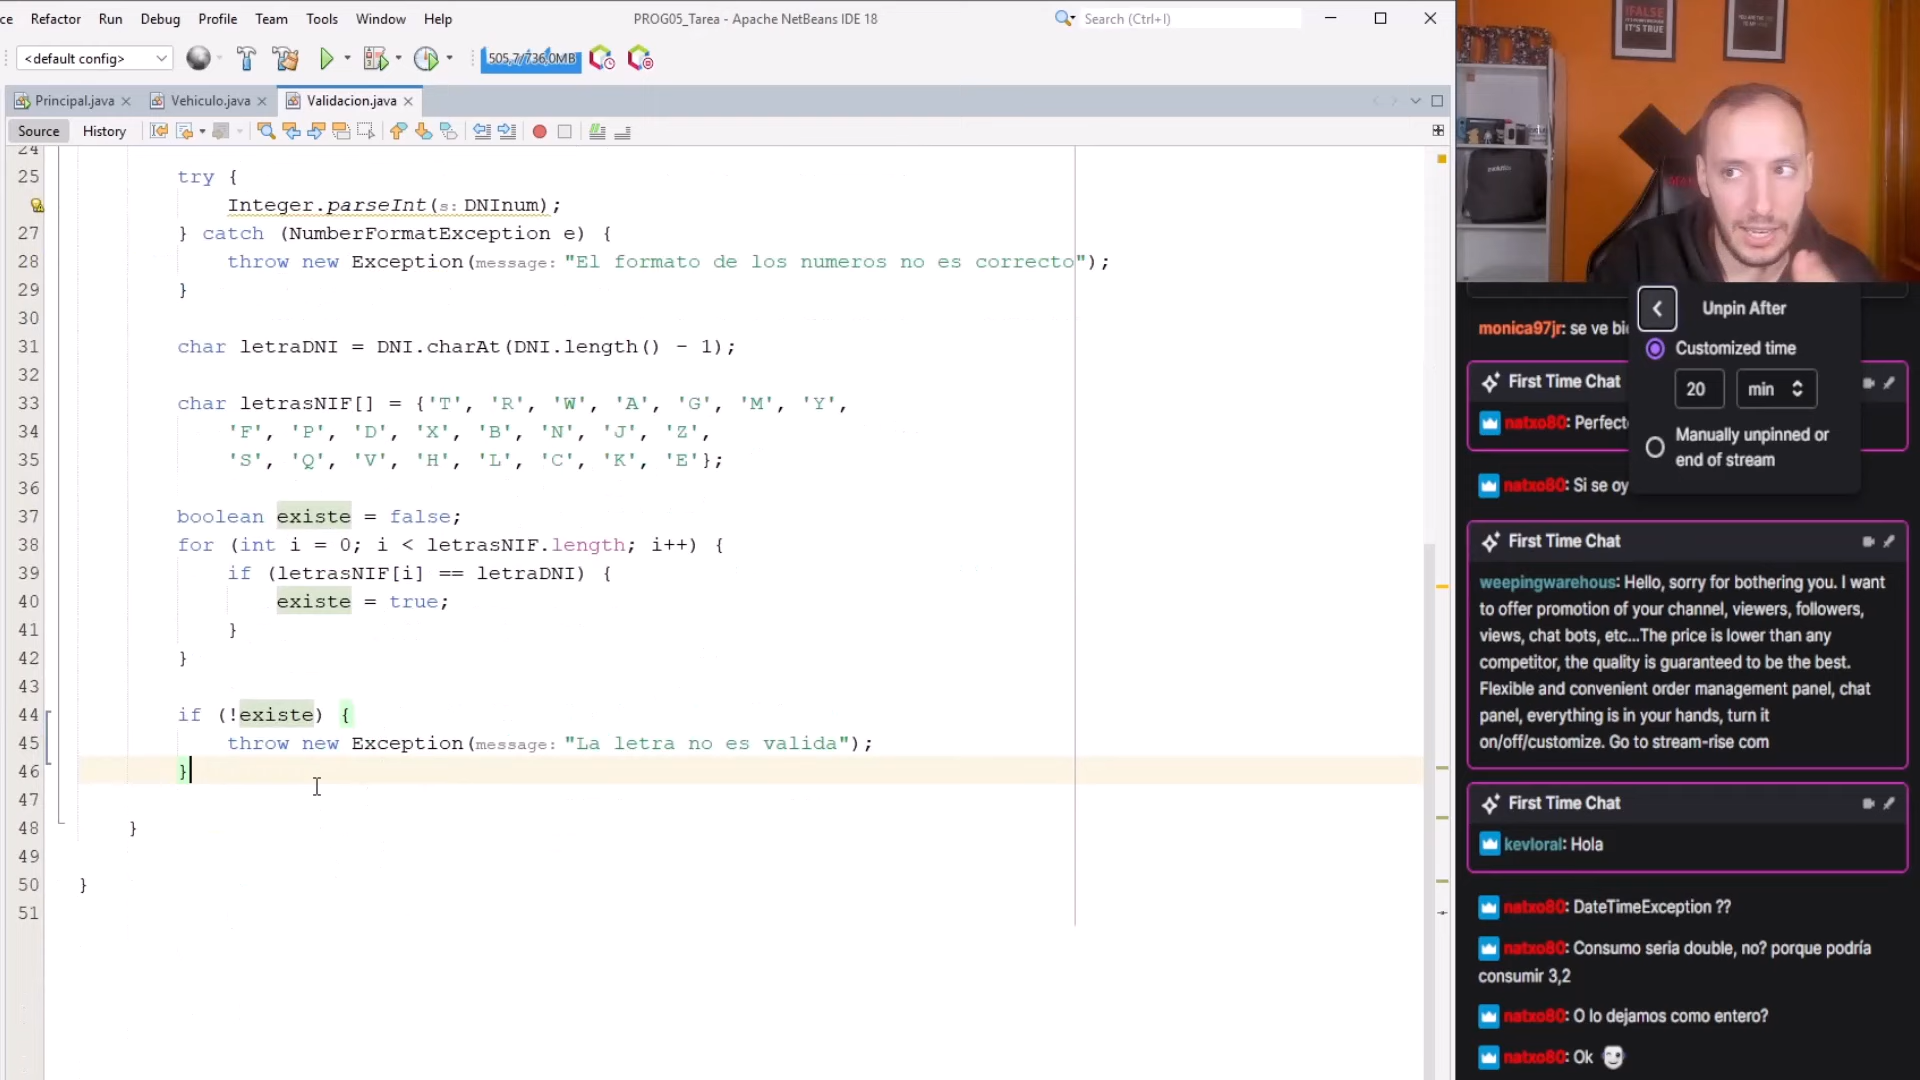 ce Refactor Run Debug Profile Team Tools Window Help
PROG05_Tarea - Apache NetBeans IDE 18
Search (Ctrl+I)
<default config>
505,7/736,0MB
Principal.java
Vehiculo.java
Validacion.java
Source History
24
25 try {
Integer.parseInt(s: DNInum);
27 } catch (NumberFormatException e) {
28 throw new Exception(message: "El formato de los numeros no es correcto");
29 }
30
31 char letraDNI = DNI.charAt(DNI.length() - 1);
32
33 char letrasNIF[] = {'T', 'R', 'W', 'A', 'G', 'M', 'Y',
34 'F', 'P', 'D', 'X', 'B', 'N', 'J', 'Z',
35 'S', 'Q', 'V', 'H', 'L', 'C', 'K', 'E'};
36
37 boolean existe = false;
38 for (int i = 0; i < letrasNIF.length; i++) {
39 if (letrasNIF[i] == letraDNI) {
40 existe = true;
41 }
42 }
43
44 if (!existe) {
45 throw new Exception(message: "La letra no es valida");
46 }
47
48 }
49
50 }
51
!FALSE
IT'S TRUE
Unpin After
Customized time
20 min
Manually unpinned or
end of stream
monica97jr: se ve bi
First Time Chat
natxo80: Perfect
natxo80: Si se oy
First Time Chat
weepingwarehous: Hello, sorry for bothering you. I want
to offer promotion of your channel, viewers, followers,
views, chat bots, etc...The price is lower than any
competitor, the quality is guaranteed to be the best.
Flexible and convenient order management panel, chat
panel, everything is in your hands, turn it
on/off/customize. Go to stream-rise com
First Time Chat
kevloral: Hola
natxo80: DateTimeException ??
natxo80: Consumo seria double, no? porque podría
consumir 3,2
natxo80: O lo dejamos como entero?
natxo80: Ok